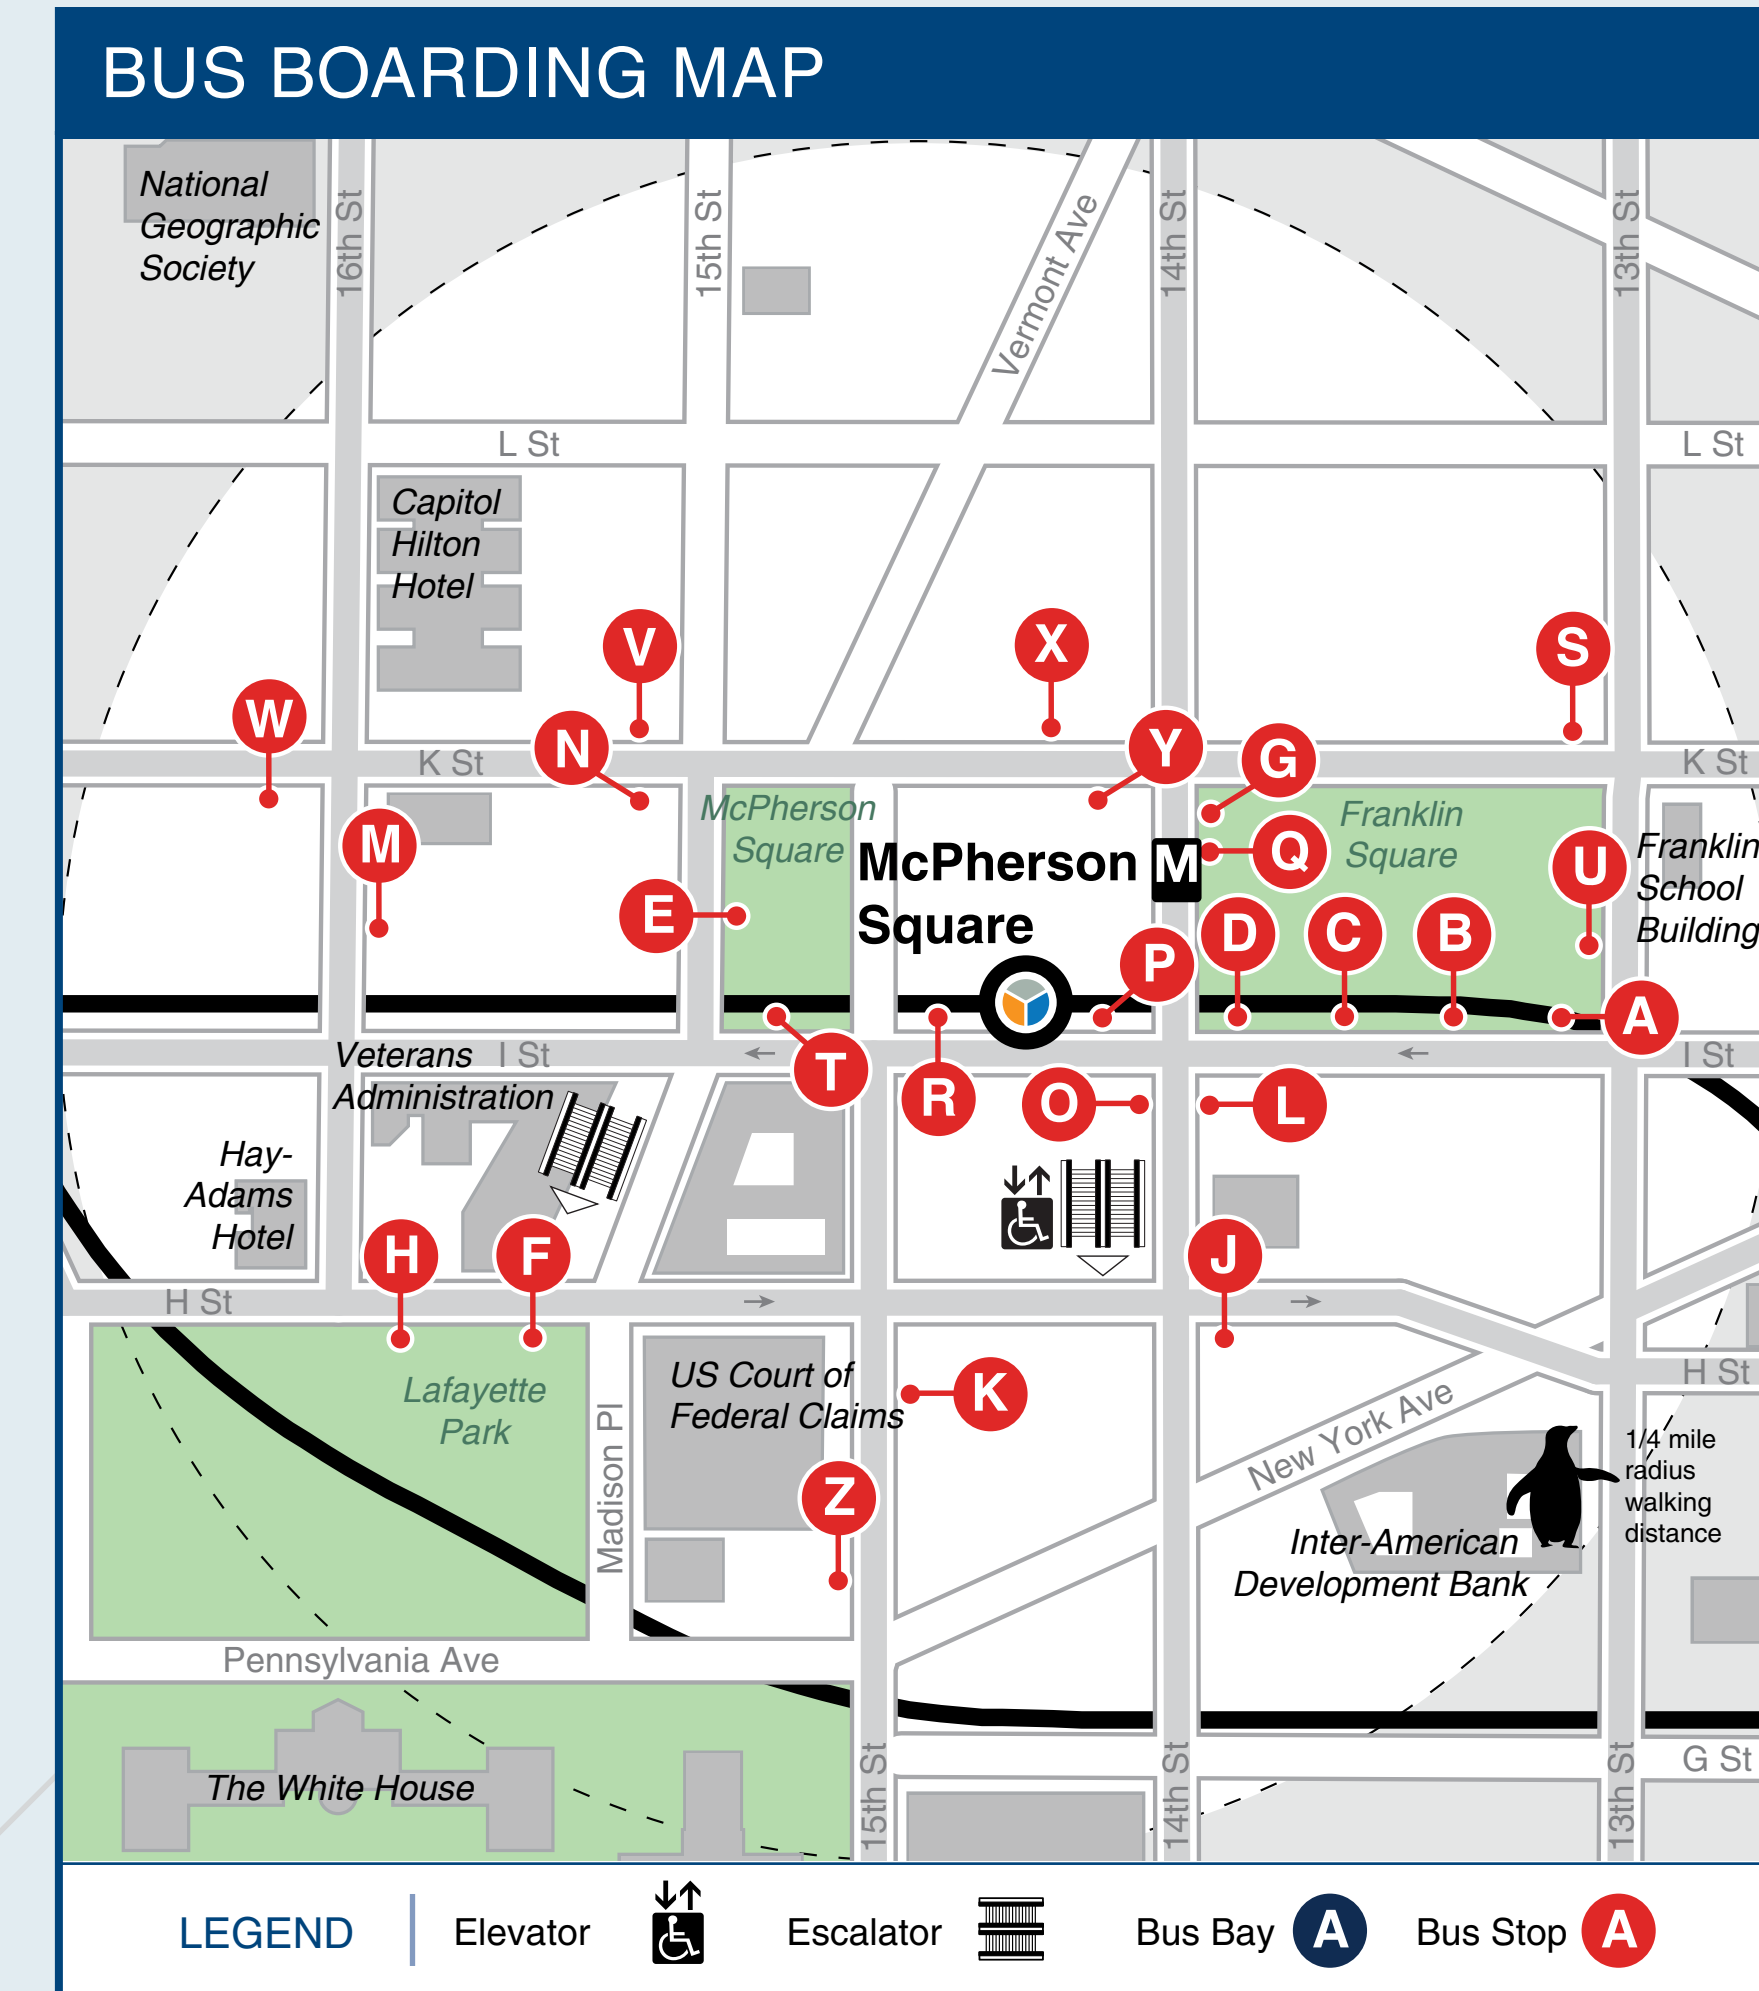 BUS BOARDING MAP
National
Geographic
Society
16th St
15th St
Vermont Ave
14th St
13th St
L St
L St
Capitol
Hilton
Hotel
V
X
S
W
N
Y
G
K St
K St
M
McPherson
Square
Franklin
Square
Q
U
Franklin
School
Building
McPherson
Square
M
E
D
C
B
P
A
Veterans
Administration
I St
I St
T
R
O
L
Hay-
Adams
Hotel
H
F
J
H St
H St
Lafayette
Park
US Court of
Federal Claims
K
Madison Pl
New York Ave
1/4 mile
radius
walking
distance
Z
Inter-American
Development Bank
Pennsylvania Ave
The White House
15th St
14th St
13th St
G St
LEGEND
Elevator
Escalator
Bus Bay A
Bus Stop A